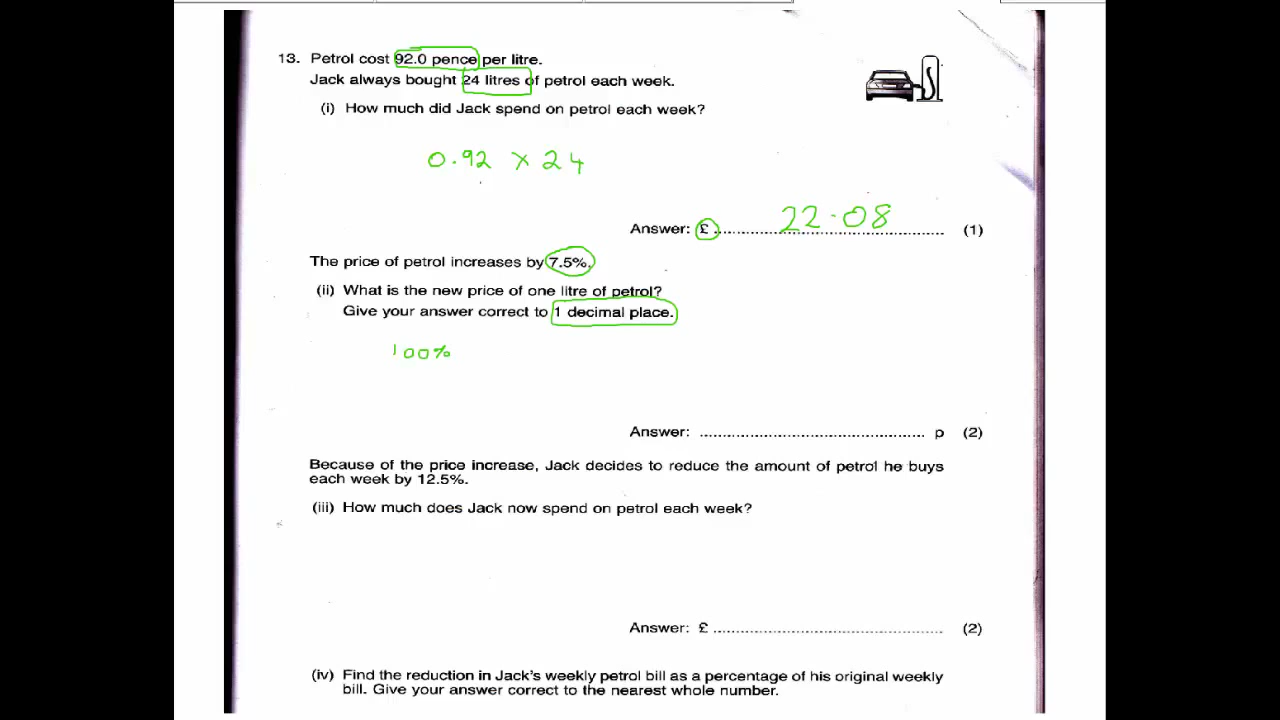 13. Petrol cost 92.0 pence per litre.
Jack always bought 24 litres of petrol each week.
(i) How much did Jack spend on petrol each week?
0.92 × 24
Answer: £ ........................................ 22.08 (1)
The price of petrol increases by 7.5%.
(ii) What is the new price of one litre of petrol?
Give your answer correct to 1 decimal place.
100%
Answer: ........................................ p (2)
Because of the price increase, Jack decides to reduce the amount of petrol he buys
each week by 12.5%.
(iii) How much does Jack now spend on petrol each week?
Answer: £ ........................................ (2)
(iv) Find the reduction in Jack's weekly petrol bill as a percentage of his original weekly
bill. Give your answer correct to the nearest whole number.